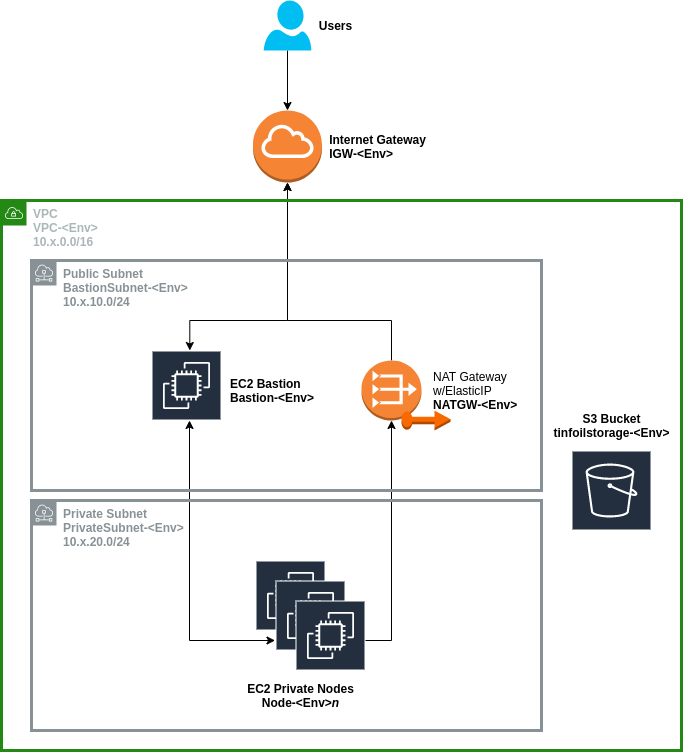 Users
Internet Gateway
IGW-<Env>
VPC
VPC-<Env>
10.x.0.0/16
Public Subnet
BastionSubnet-<Env>
10.x.10.0/24
EC2 Bastion
Bastion-<Env>
NAT Gateway
w/ElasticIP
NATGW-<Env>
S3 Bucket
tinfoilstorage-<Env>
Private Subnet
PrivateSubnet-<Env>
10.x.20.0/24
EC2 Private Nodes
Node-<Env>n